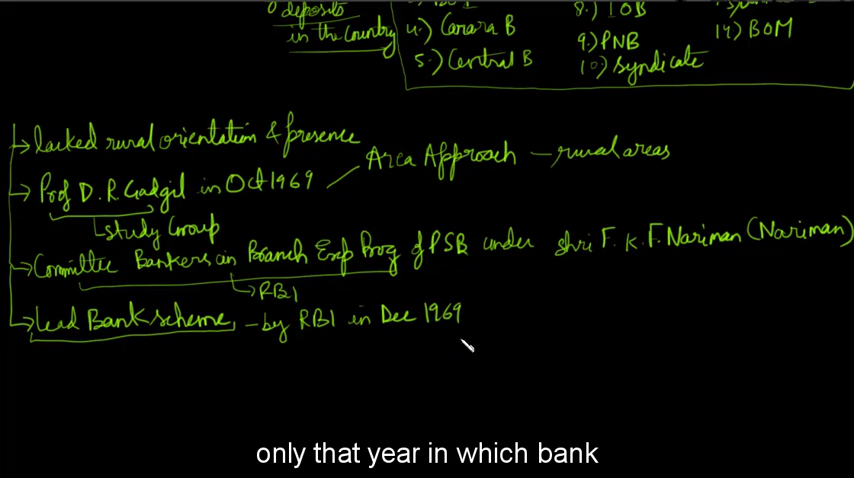 deposits
in the country
4.) Canara B
5.) Central B
8.) IOB
9.) PNB
10.) Syndicate
14) BOM
lacked rural orientation & presence
Prof D. R. Gadgil in Oct 1969
Area Approach – rural areas
Study Group
Committee Bankers on Branch Exp Prog of PSB under Shri F. K. F. Nariman (Nariman)
RBI
Lead Bank scheme, – by RBI in Dec 1969
only that year in which bank